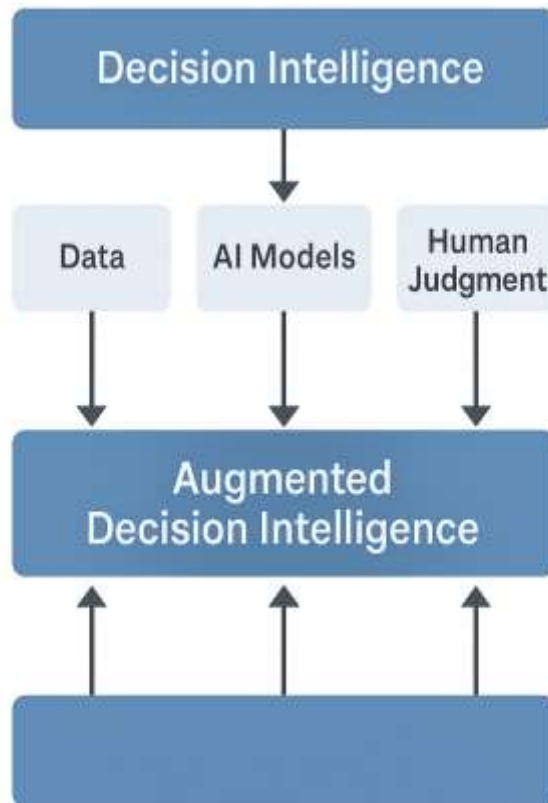 Decision Intelligence
Data
AI Models
Human
Judgment
Augmented
Decision Intelligence